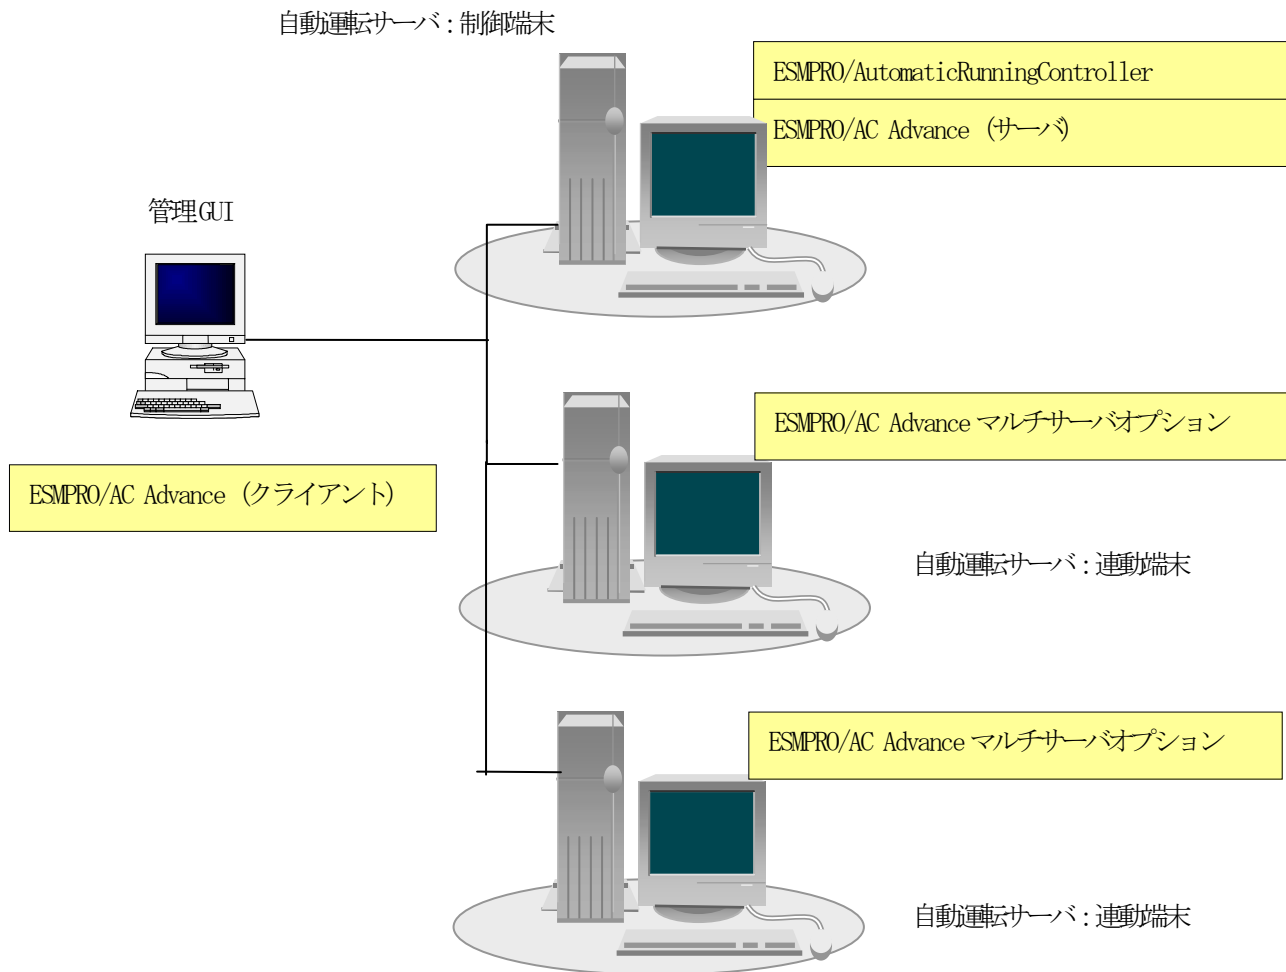 自動運転サーバ：制御端末
ESMPRO/AutomaticRunningController
ESMPRO/AC Advance (サーバ)
管理GUI
ESMPRO/AC Advance マルチサーバオプション
ESMPRO/AC Advance (クライアント)
自動運転サーバ：連動端末
ESMPRO/AC Advance マルチサーバオプション
自動運転サーバ：連動端末